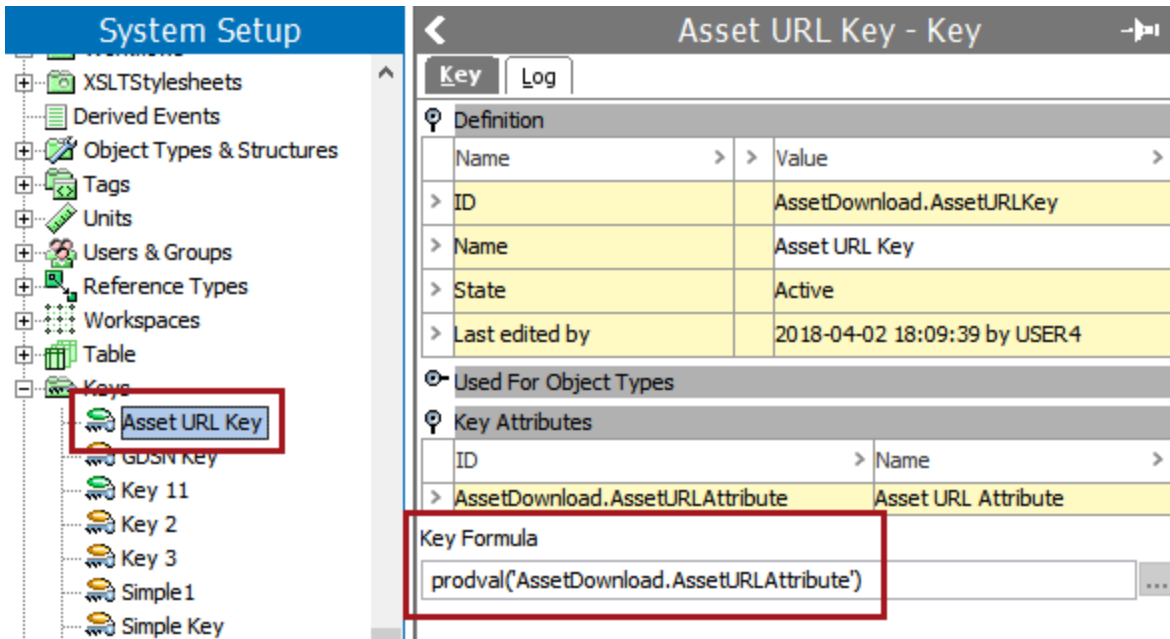 System Setup
XSLTStylesheets
Derived Events
Object Types & Structures
Tags
Units
Users & Groups
Reference Types
Workspaces
Table
Keys
Asset URL Key
GDSN Key
Key 11
Key 2
Key 3
Simple1
Simple Key
Asset URL Key - Key
Key Log
Definition
Name > > Value >
> ID AssetDownload.AssetURLKey
> Name Asset URL Key
> State Active
> Last edited by 2018-04-02 18:09:39 by USER4
Used For Object Types
Key Attributes
ID > Name >
> AssetDownload.AssetURLAttribute Asset URL Attribute
Key Formula
prodval('AssetDownload.AssetURLAttribute')
...